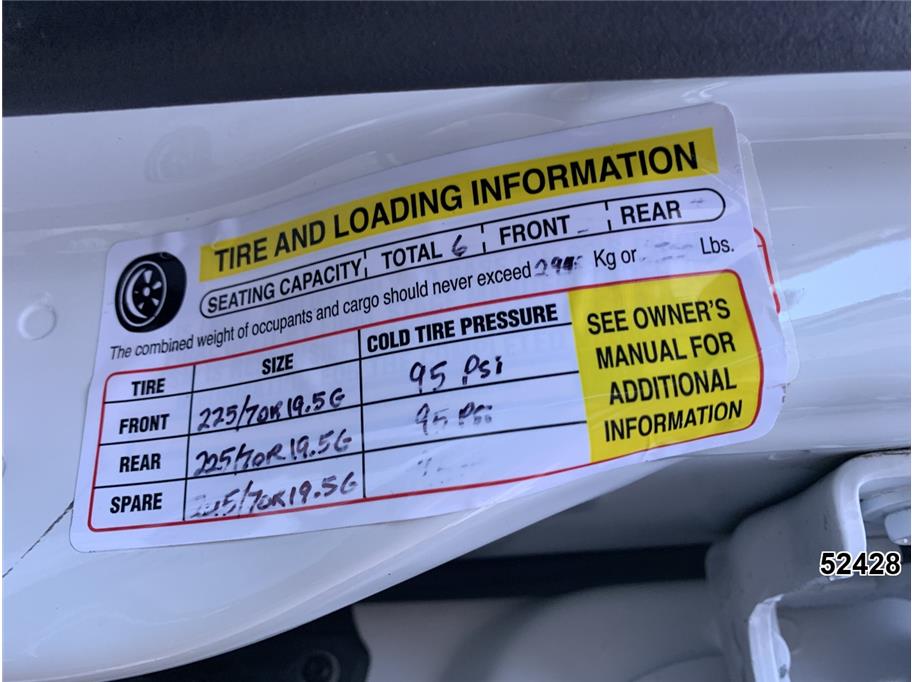 TIRE AND LOADING INFORMATION
SEATING CAPACITY TOTAL 6 FRONT - REAR -
The combined weight of occupants and cargo should never exceed Kg or Lbs.
TIRE SIZE COLD TIRE PRESSURE
FRONT 225/70R19.5G 95 Psi
REAR 225/70R19.5G 95 Psi
SPARE /70R19.5G
SEE OWNER'S
MANUAL FOR
ADDITIONAL
INFORMATION
52428